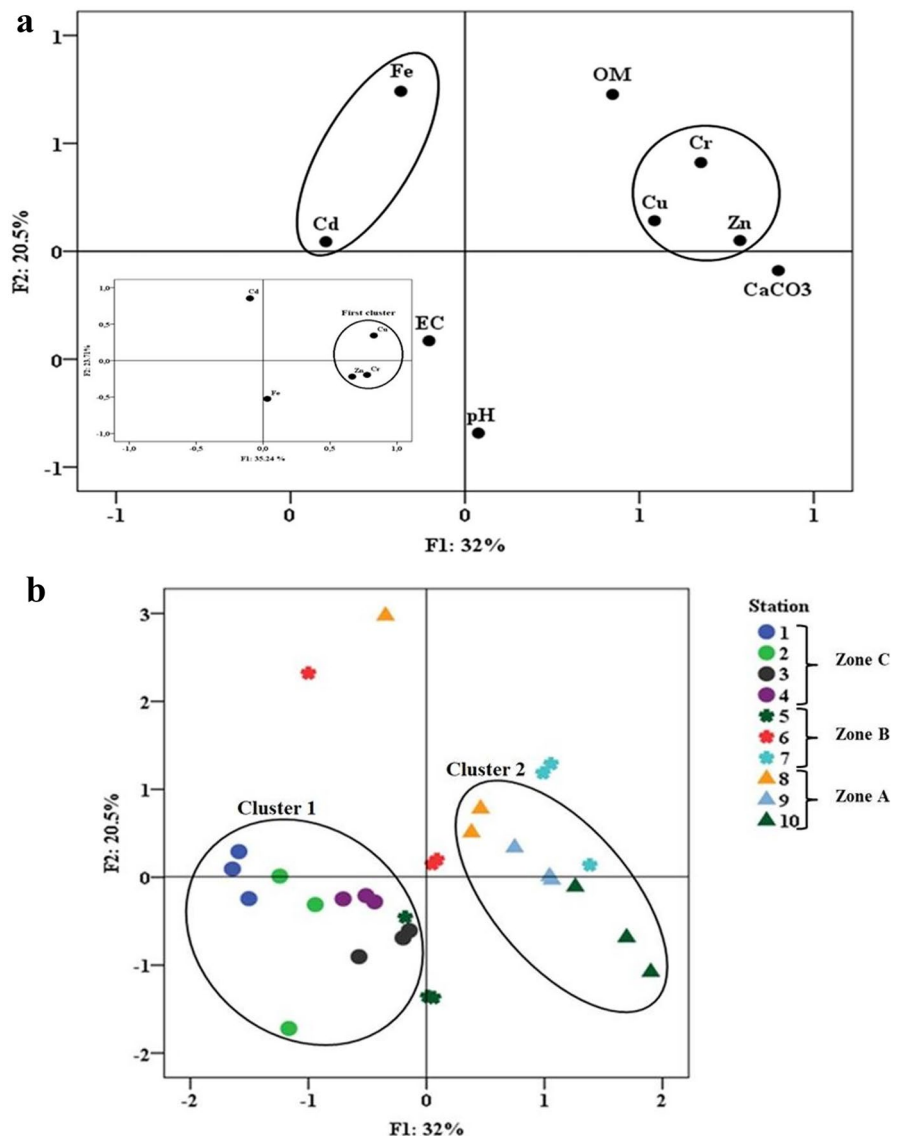 a
1
1
0
0
-1
F2: 20.5%
Fe
Cd
OM
Cr
Cu
Zn
CaCO3
EC
pH
1,0
0,5
0,0
-0,5
-1,0
F2: 23.71%
Cd
First cluster
Cu
Zn Cr
Fe
-1,0 -0,5 0,0 0,5 1,0
F1: 35.24 %
-1 0 0 1 1
F1: 32%
b
3
2
1
0
-1
-2
F2: 20.5%
Cluster 1
Cluster 2
-2 -1 0 1 2
F1: 32%
Station
1
2
3
4
Zone C
5
6
7
Zone B
8
9
10
Zone A